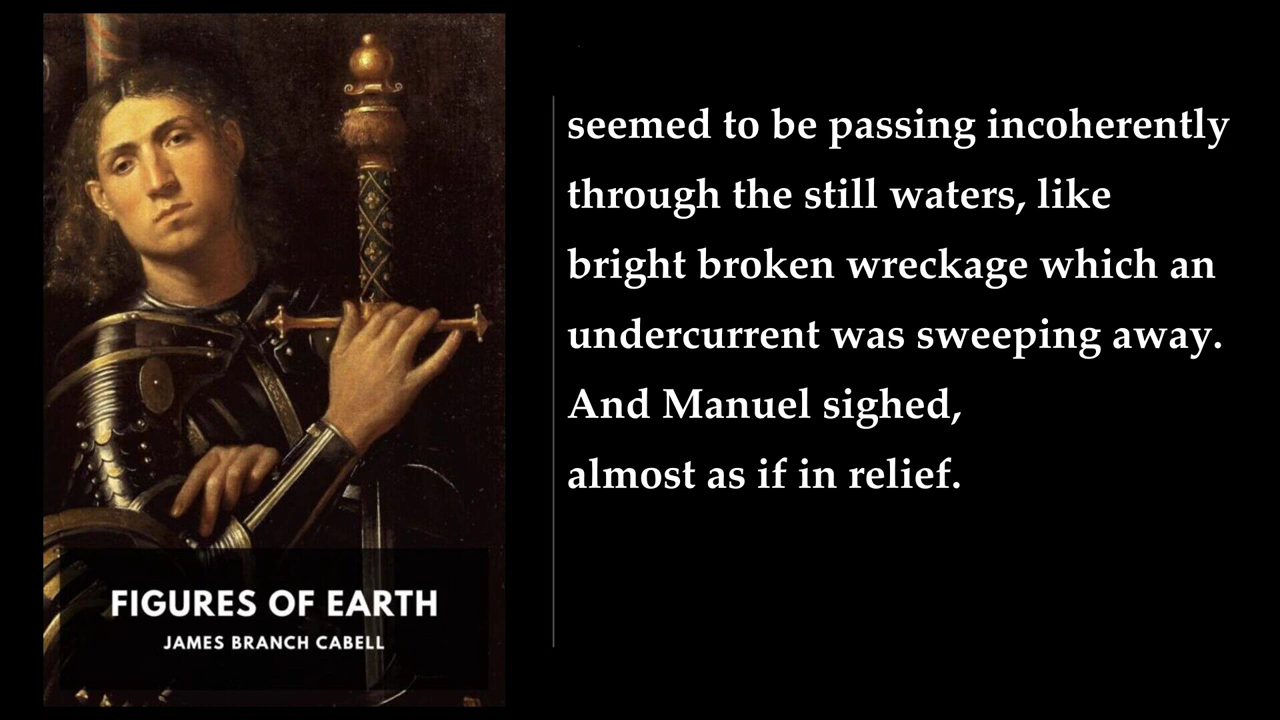 FIGURES OF EARTH
JAMES BRANCH CABELL
seemed to be passing incoherently
through the still waters, like
bright broken wreckage which an
undercurrent was sweeping away.
And Manuel sighed,
almost as if in relief.